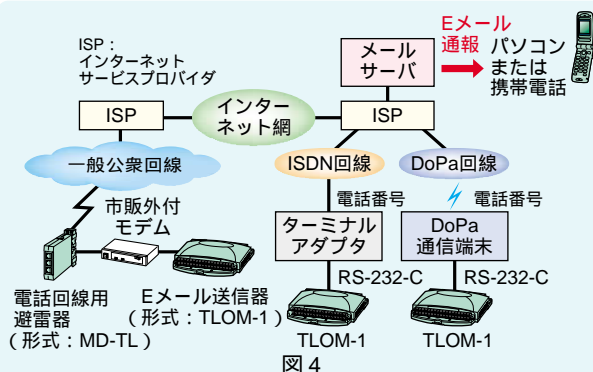 ISP：
インターネット
サービスプロバイダ
Eメール
通報
パソコン
または
携帯電話
メール
サーバ
ISP
インター
ネット網
ISP
一般公衆回線
ISDN回線
DoPa回線
市販外付
モデム
電話番号
電話番号
ターミナル
アダプタ
DoPa
通信端末
RS-232-C
RS-232-C
電話回線用
避雷器
（形式：MD-TL）
Eメール送信器
（形式：TLOM-1）
TLOM-1
TLOM-1
図 4